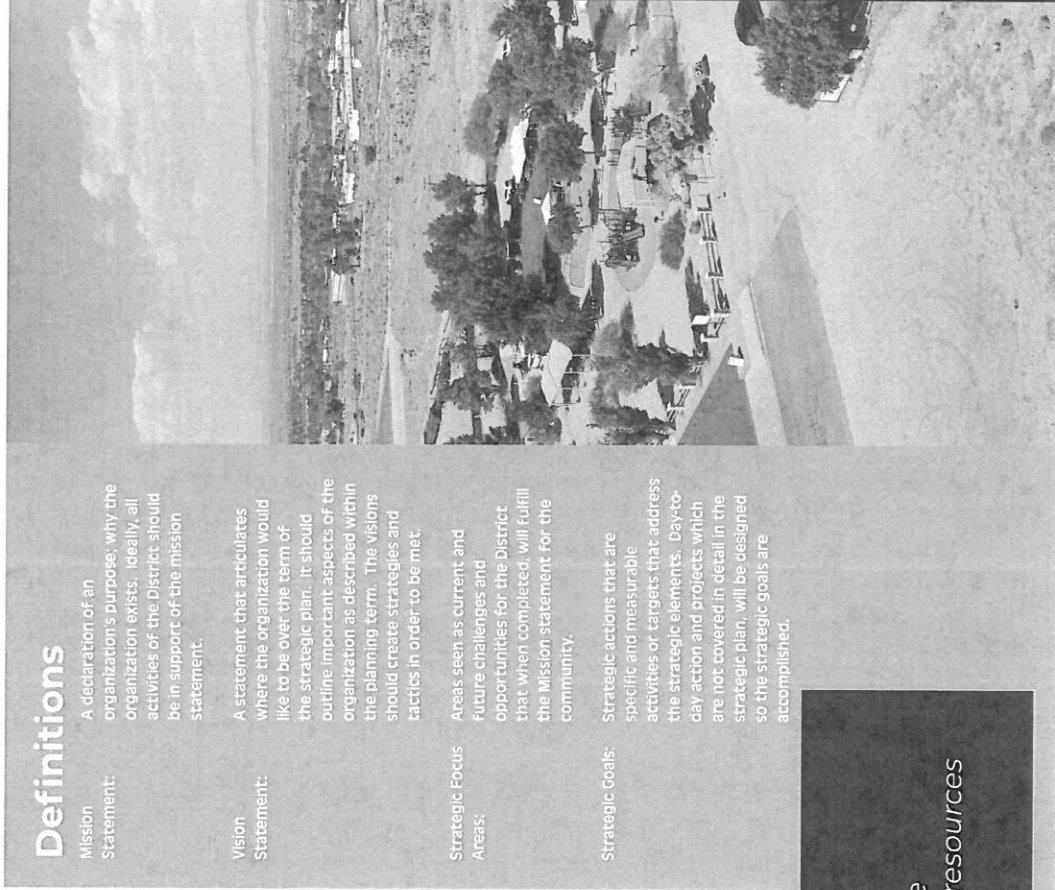 Definitions
Mission
Statement:
A declaration of an
organization's purpose; why the
organization exists. Ideally, all
activities of the District should
be in support of the mission
statement.
Vision
Statement:
A statement that articulates
where the organization would
like to be over the term of
the strategic plan. It should
outline important aspects of the
organization as described within
the planning term. The visions
should create strategies and
tactics in order to be met.
Strategic Focus
Areas:
Areas seen as current and
future challenges and
opportunities for the District
that when completed, will fulfill
the Mission statement for the
community.
Strategic Goals:
Strategic actions that are
specific and measurable
activities or targets that address
the strategic elements. Day-to-
day action and projects which
are not covered in detail in the
strategic plan, will be designed
so the strategic goals are
accomplished.
resources